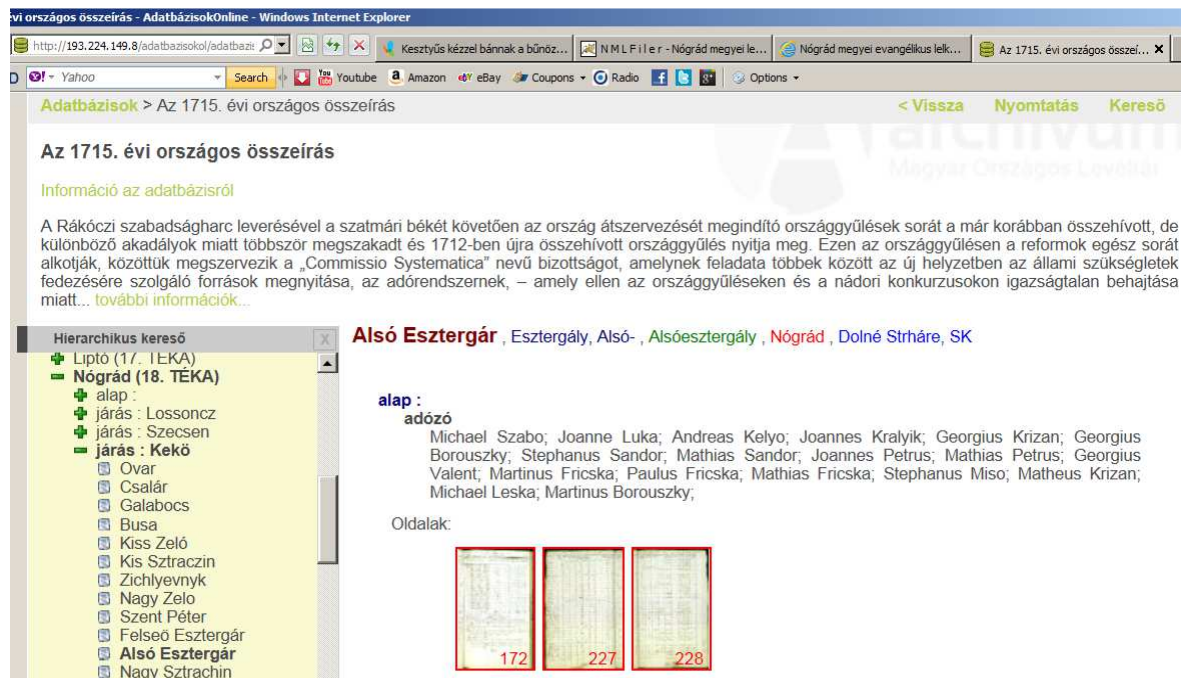 évi országos összeírás - AdatbázisokOnline - Windows Internet Explorer
http://193.224.149.8/adatbazisokol/adatbazis
Kesztyűs kézzel bánnak a bűnöz...
N M L F i l e r - Nógrád megyei le...
Nógrád megyei evangélikus lelk...
Az 1715. évi országos összeí... X
Yahoo
Search
Youtube
Amazon
eBay
Coupons
Radio
Options
Adatbázisok > Az 1715. évi országos összeírás
< Vissza
Nyomtatás
Kereső
archívum
Magyar Országos Levéltár
Az 1715. évi országos összeírás
Információ az adatbázisról
A Rákóczi szabadságharc leverésével a szatmári békét követően az ország átszervezését megindító országgyűlések sorát a már korábban összehívott, de
különböző akadályok miatt többször megszakadt és 1712-ben újra összehívott országgyűlés nyitja meg. Ezen az országgyűlésen a reformok egész sorát
alkotják, közöttük megszervezik a „Commissio Systematica" nevű bizottságot, amelynek feladata többek között az új helyzetben az állami szükségletek
fedezésére szolgáló források megnyitása, az adórendszernek, – amely ellen az országgyűléseken és a nádori konkurzusokon igazságtalan behajtása
miatt... további információk...
Hierarchikus kereső
X
Liptó (17. TÉKA)
Nógrád (18. TÉKA)
alap :
járás : Lossoncz
járás : Szecsen
járás : Kekö
Ovar
Csalár
Galabocs
Busa
Kiss Zeló
Kis Sztraczin
Zichlyevnyk
Nagy Zelo
Szent Péter
Felseö Esztergár
Alsó Esztergár
Nagy Sztrachin
Alsó Esztergár , Esztergály, Alsó- , Alsóesztergály , Nógrád , Dolné Strháre, SK
alap :
adózó
Michael Szabo; Joanne Luka; Andreas Kelyo; Joannes Kralyik; Georgius Krizan; Georgius
Borouszky; Stephanus Sandor; Mathias Sandor; Joannes Petrus; Mathias Petrus; Georgius
Valent; Martinus Fricska; Paulus Fricska; Mathias Fricska; Stephanus Miso; Matheus Krizan;
Michael Leska; Martinus Borouszky;
Oldalak:
172
227
228